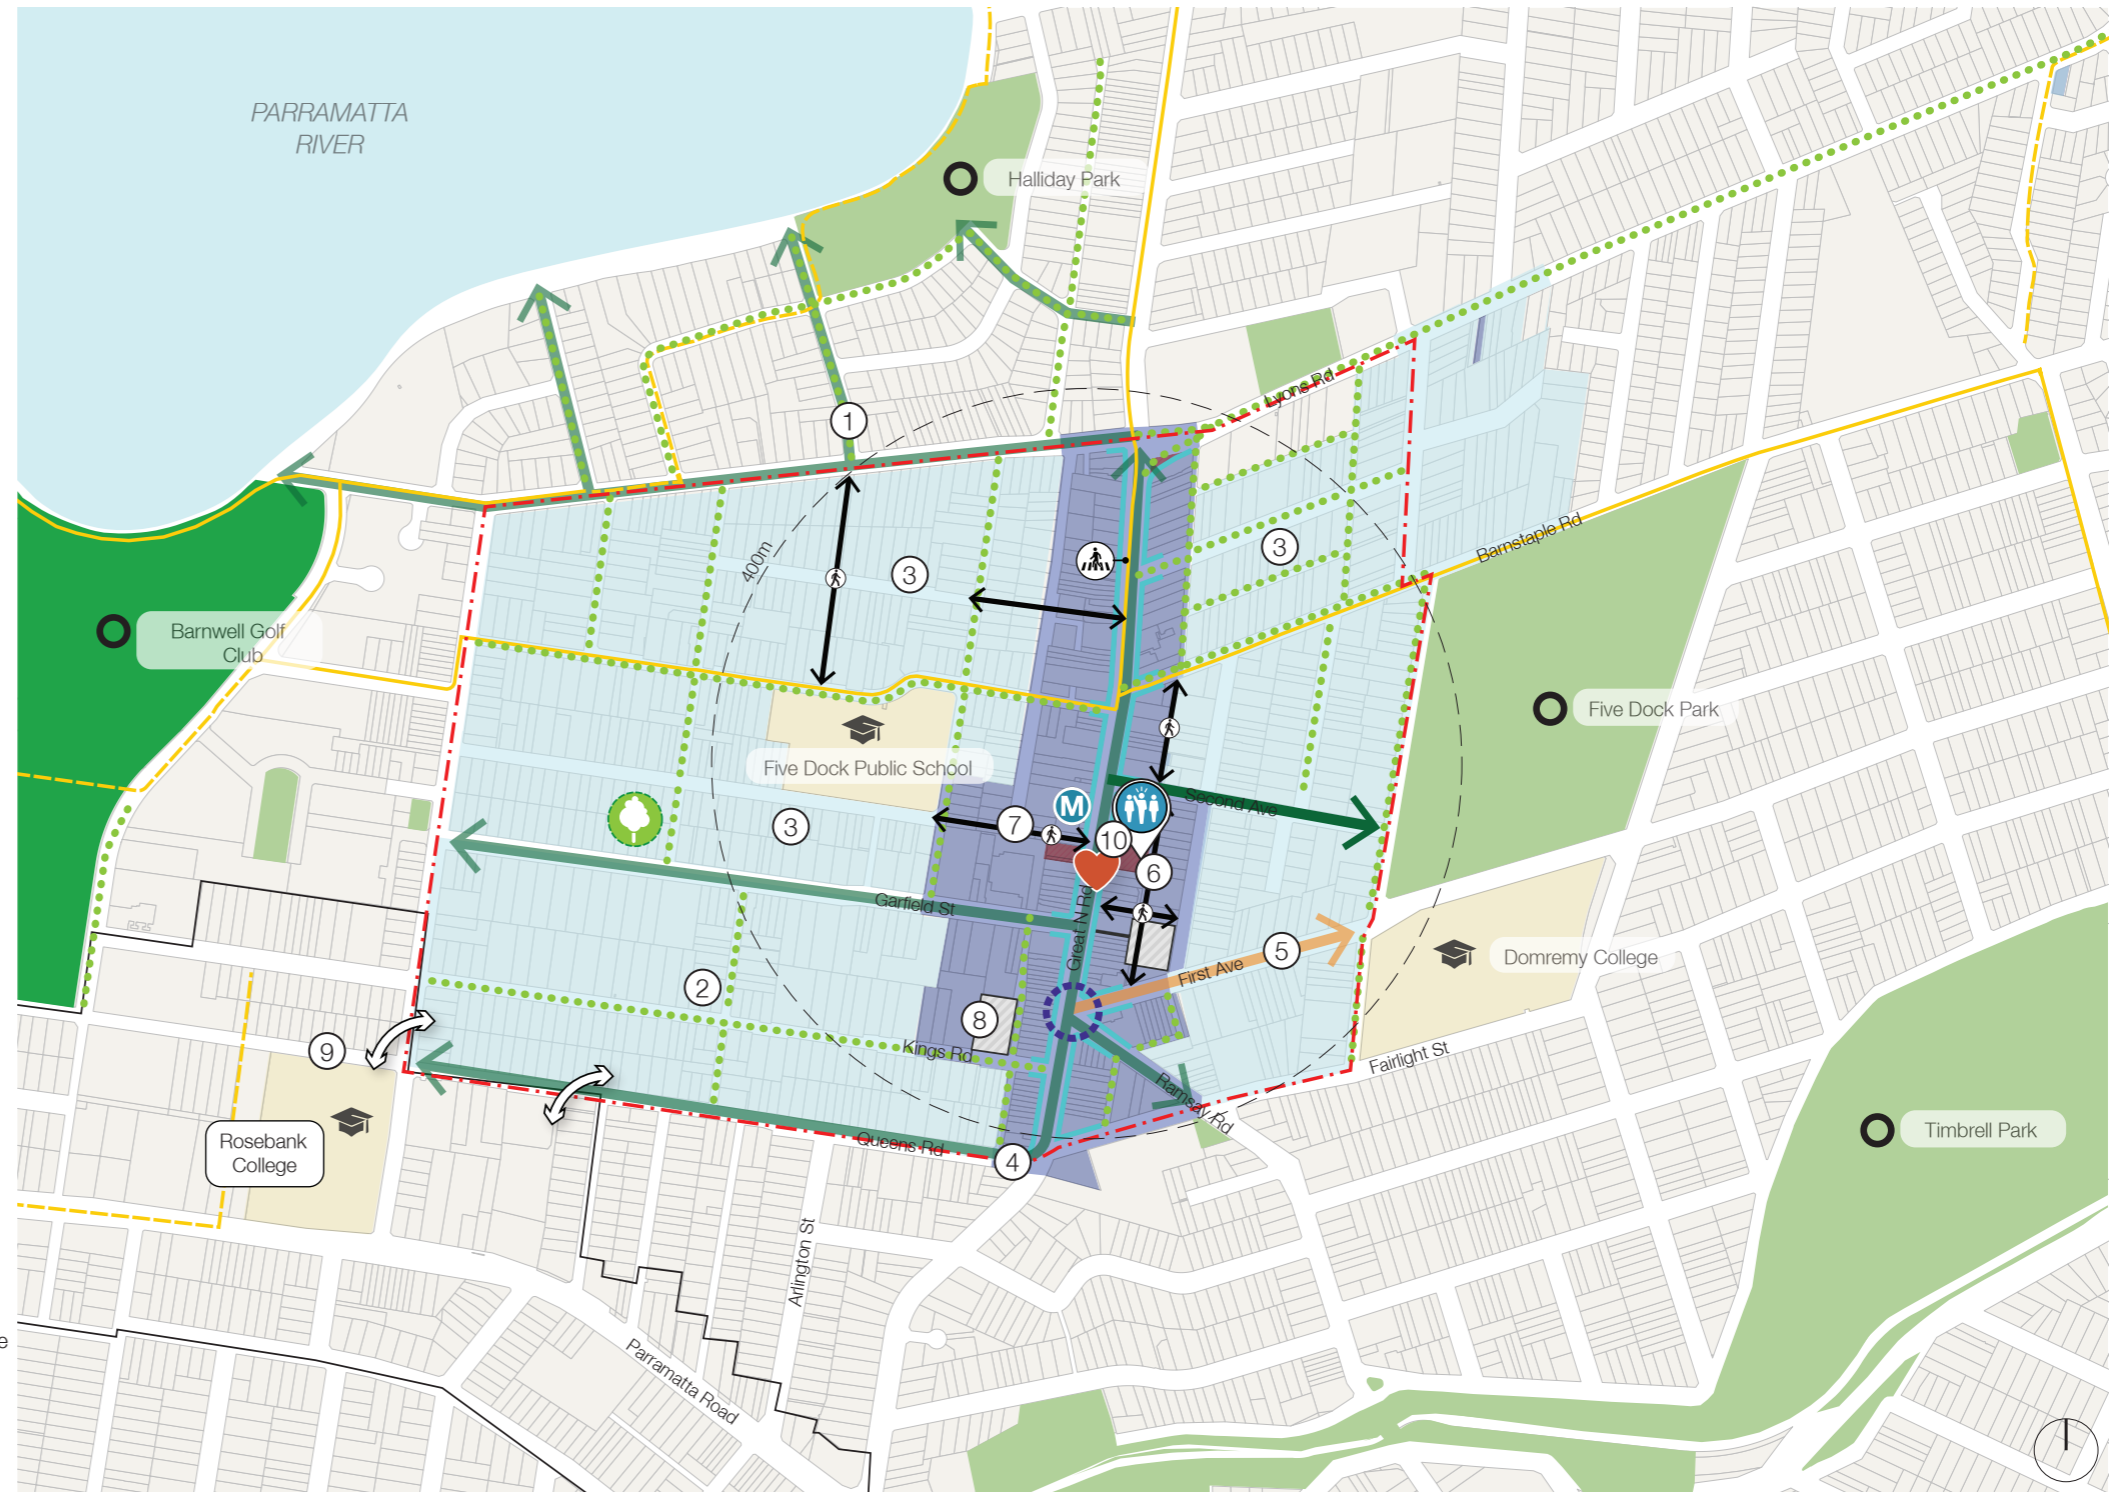 PARRAMATTA
RIVER
Halliday Park
Lyons Rd
1
400m
3
3
Barnstaple Rd
Barnwell Golf
Club
Five Dock Park
Five Dock Public School
M
Second Ave
3
7
10
6
Garfield St
Great N Rd
5
First Ave
Domremy College
2
8
Kings Rd
9
Fairlight St
Ramsay Rd
Rosebank
College
Queens Rd
4
Timbrell Park
Arlington St
Parramatta Road
e